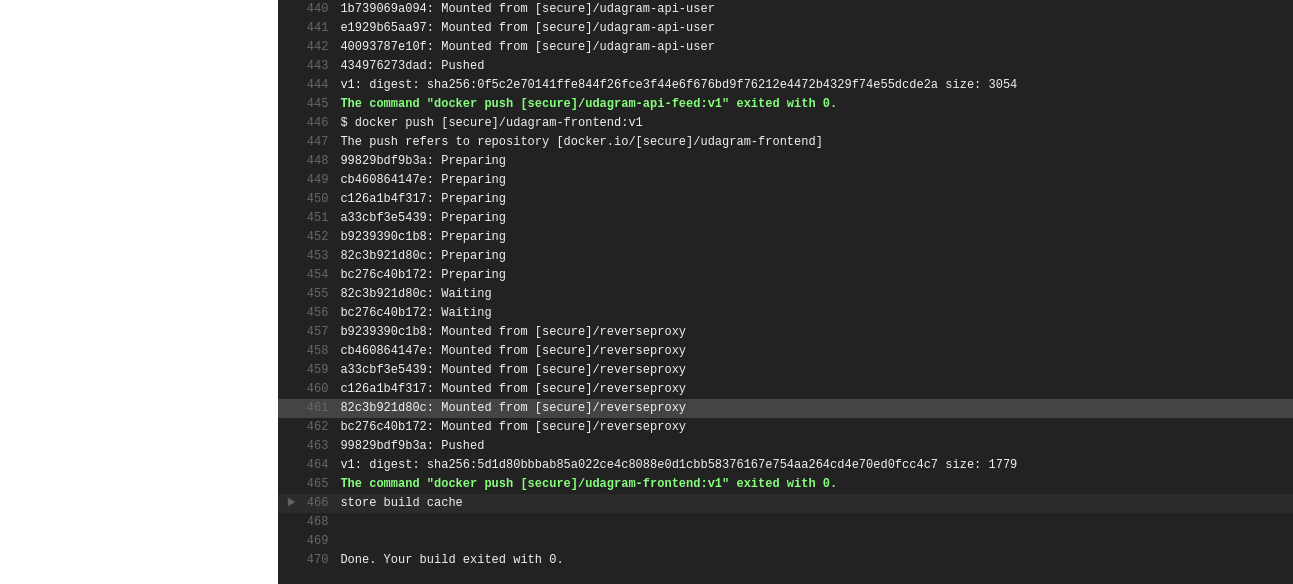 440 1b739069a094: Mounted from [secure]/udagram-api-user
441 e1929b65aa97: Mounted from [secure]/udagram-api-user
442 40093787e10f: Mounted from [secure]/udagram-api-user
443 434976273dad: Pushed
444 v1: digest: sha256:0f5c2e70141ffe844f26fce3f44e6f676bd9f76212e4472b4329f74e55dcde2a size: 3054
445 The command "docker push [secure]/udagram-api-feed:v1" exited with 0.
446 $ docker push [secure]/udagram-frontend:v1
447 The push refers to repository [docker.io/[secure]/udagram-frontend]
448 99829bdf9b3a: Preparing
449 cb460864147e: Preparing
450 c126a1b4f317: Preparing
451 a33cbf3e5439: Preparing
452 b9239390c1b8: Preparing
453 82c3b921d80c: Preparing
454 bc276c40b172: Preparing
455 82c3b921d80c: Waiting
456 bc276c40b172: Waiting
457 b9239390c1b8: Mounted from [secure]/reverseproxy
458 cb460864147e: Mounted from [secure]/reverseproxy
459 a33cbf3e5439: Mounted from [secure]/reverseproxy
460 c126a1b4f317: Mounted from [secure]/reverseproxy
461 82c3b921d80c: Mounted from [secure]/reverseproxy
462 bc276c40b172: Mounted from [secure]/reverseproxy
463 99829bdf9b3a: Pushed
464 v1: digest: sha256:5d1d80bbbab85a022ce4c8088e0d1cbb58376167e754aa264cd4e70ed0fcc4c7 size: 1779
465 The command "docker push [secure]/udagram-frontend:v1" exited with 0.
466 store build cache
468
469
470 Done. Your build exited with 0.